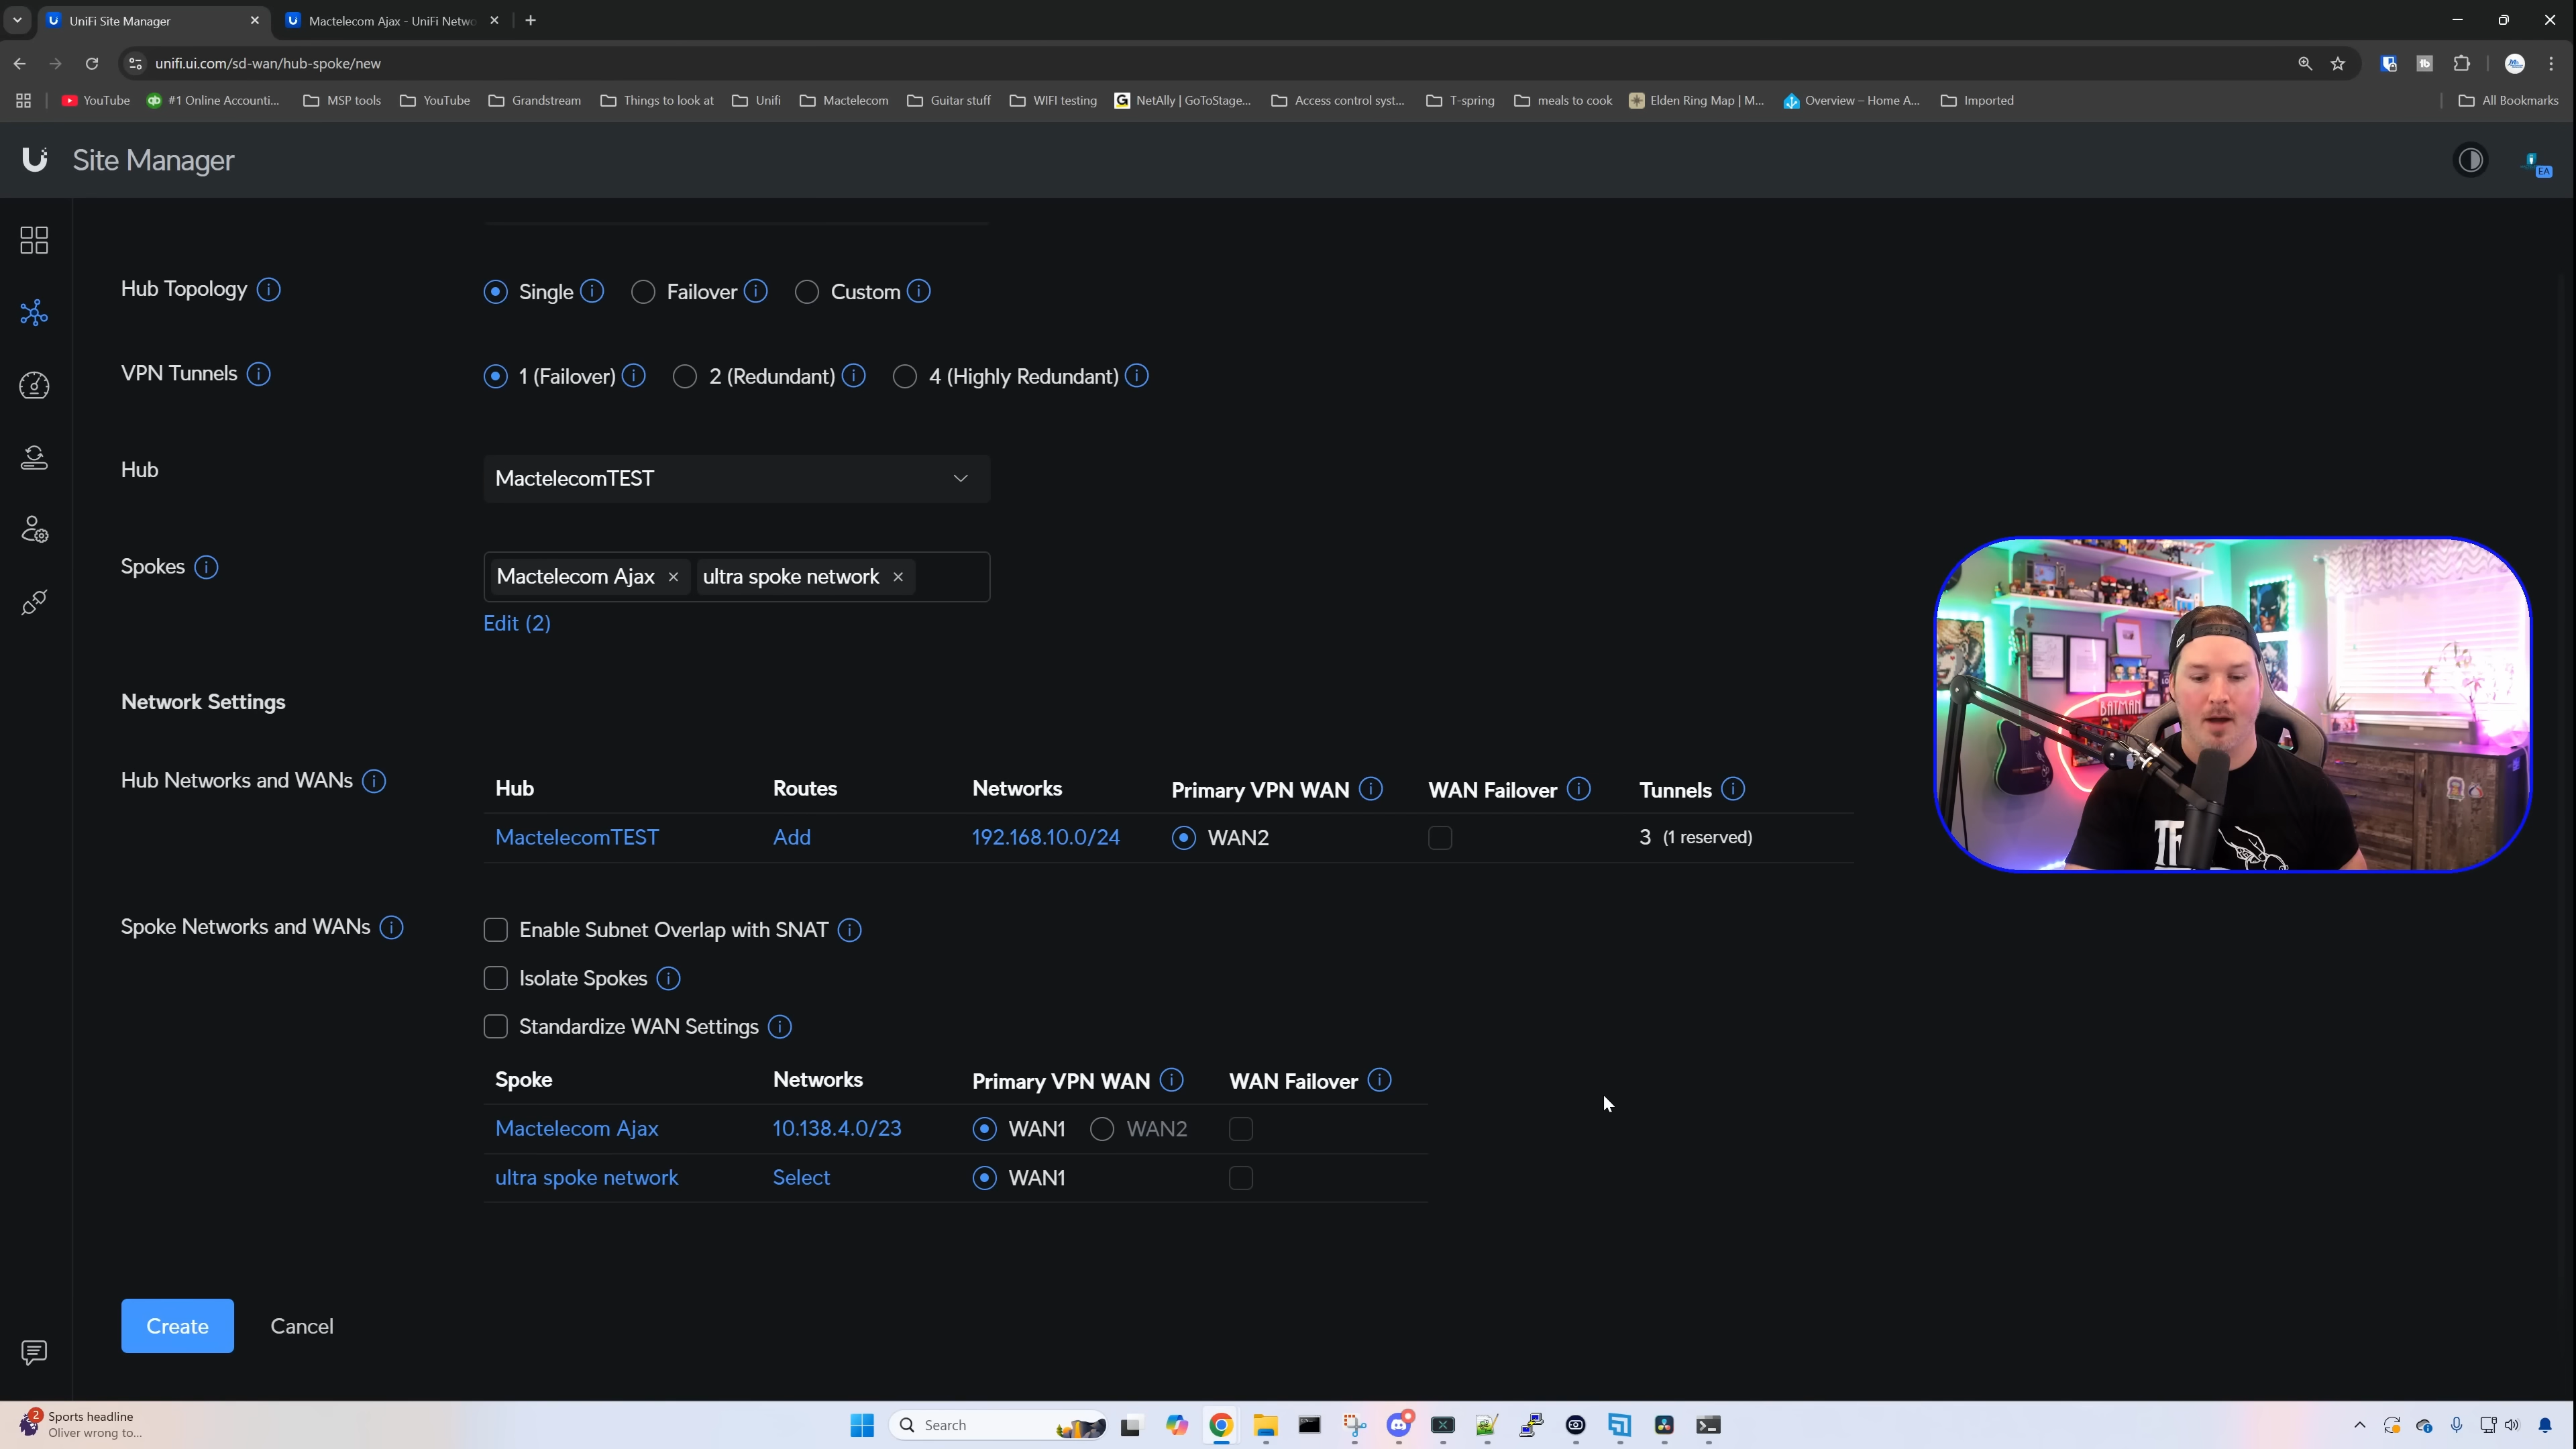 UniFi Site Manager
Mactelecom Ajax - UniFi Netwo
unifi.ui.com/sd-wan/hub-spoke/new
YouTube #1 Online Accounti... MSP tools YouTube Grandstream Things to look at Unifi Mactelecom Guitar stuff WIFI testing NetAlly | GoToStage... Access control syst... T-spring meals to cook Elden Ring Map | M... Overview – Home A... Imported All Bookmarks
Site Manager
EA
Hub Topology Single Failover Custom
VPN Tunnels 1 (Failover) 2 (Redundant) 4 (Highly Redundant)
Hub MactelecomTEST
Spokes Mactelecom Ajax ultra spoke network
Edit (2)
Network Settings
Hub Networks and WANs Hub Routes Networks Primary VPN WAN WAN Failover Tunnels
MactelecomTEST Add 192.168.10.0/24 WAN2 3 (1 reserved)
Spoke Networks and WANs Enable Subnet Overlap with SNAT
Isolate Spokes
Standardize WAN Settings
Spoke Networks Primary VPN WAN WAN Failover
Mactelecom Ajax 10.138.4.0/23 WAN1 WAN2
ultra spoke network Select WAN1
Create Cancel
BATMAN
2 Sports headline
Oliver wrong to...
Search